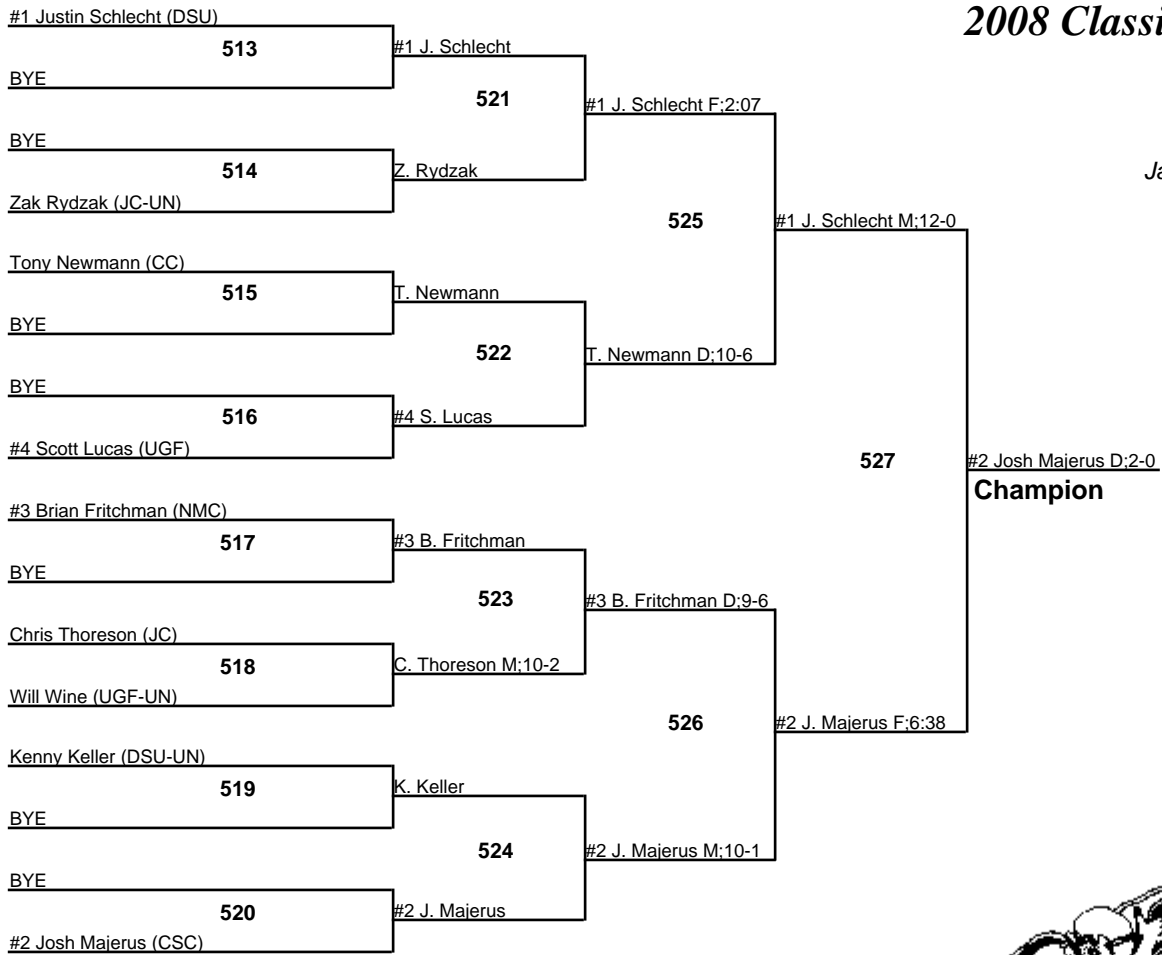 #1 Justin Schlecht (DSU)
2008 Classi
513
#1 J. Schlecht
BYE
521
#1 J. Schlecht F;2:07
BYE
514
Z. Rydzak
Ja
Zak Rydzak (JC-UN)
525
#1 J. Schlecht M;12-0
Tony Newmann (CC)
515
T. Newmann
BYE
522
T. Newmann D;10-6
BYE
516
#4 S. Lucas
#4 Scott Lucas (UGF)
527
#2 Josh Majerus D;2-0
Champion
#3 Brian Fritchman (NMC)
517
#3 B. Fritchman
BYE
523
#3 B. Fritchman D;9-6
Chris Thoreson (JC)
518
C. Thoreson M;10-2
Will Wine (UGF-UN)
526
#2 J. Majerus F;6:38
Kenny Keller (DSU-UN)
519
K. Keller
BYE
524
#2 J. Majerus M;10-1
BYE
520
#2 J. Majerus
#2 Josh Majerus (CSC)